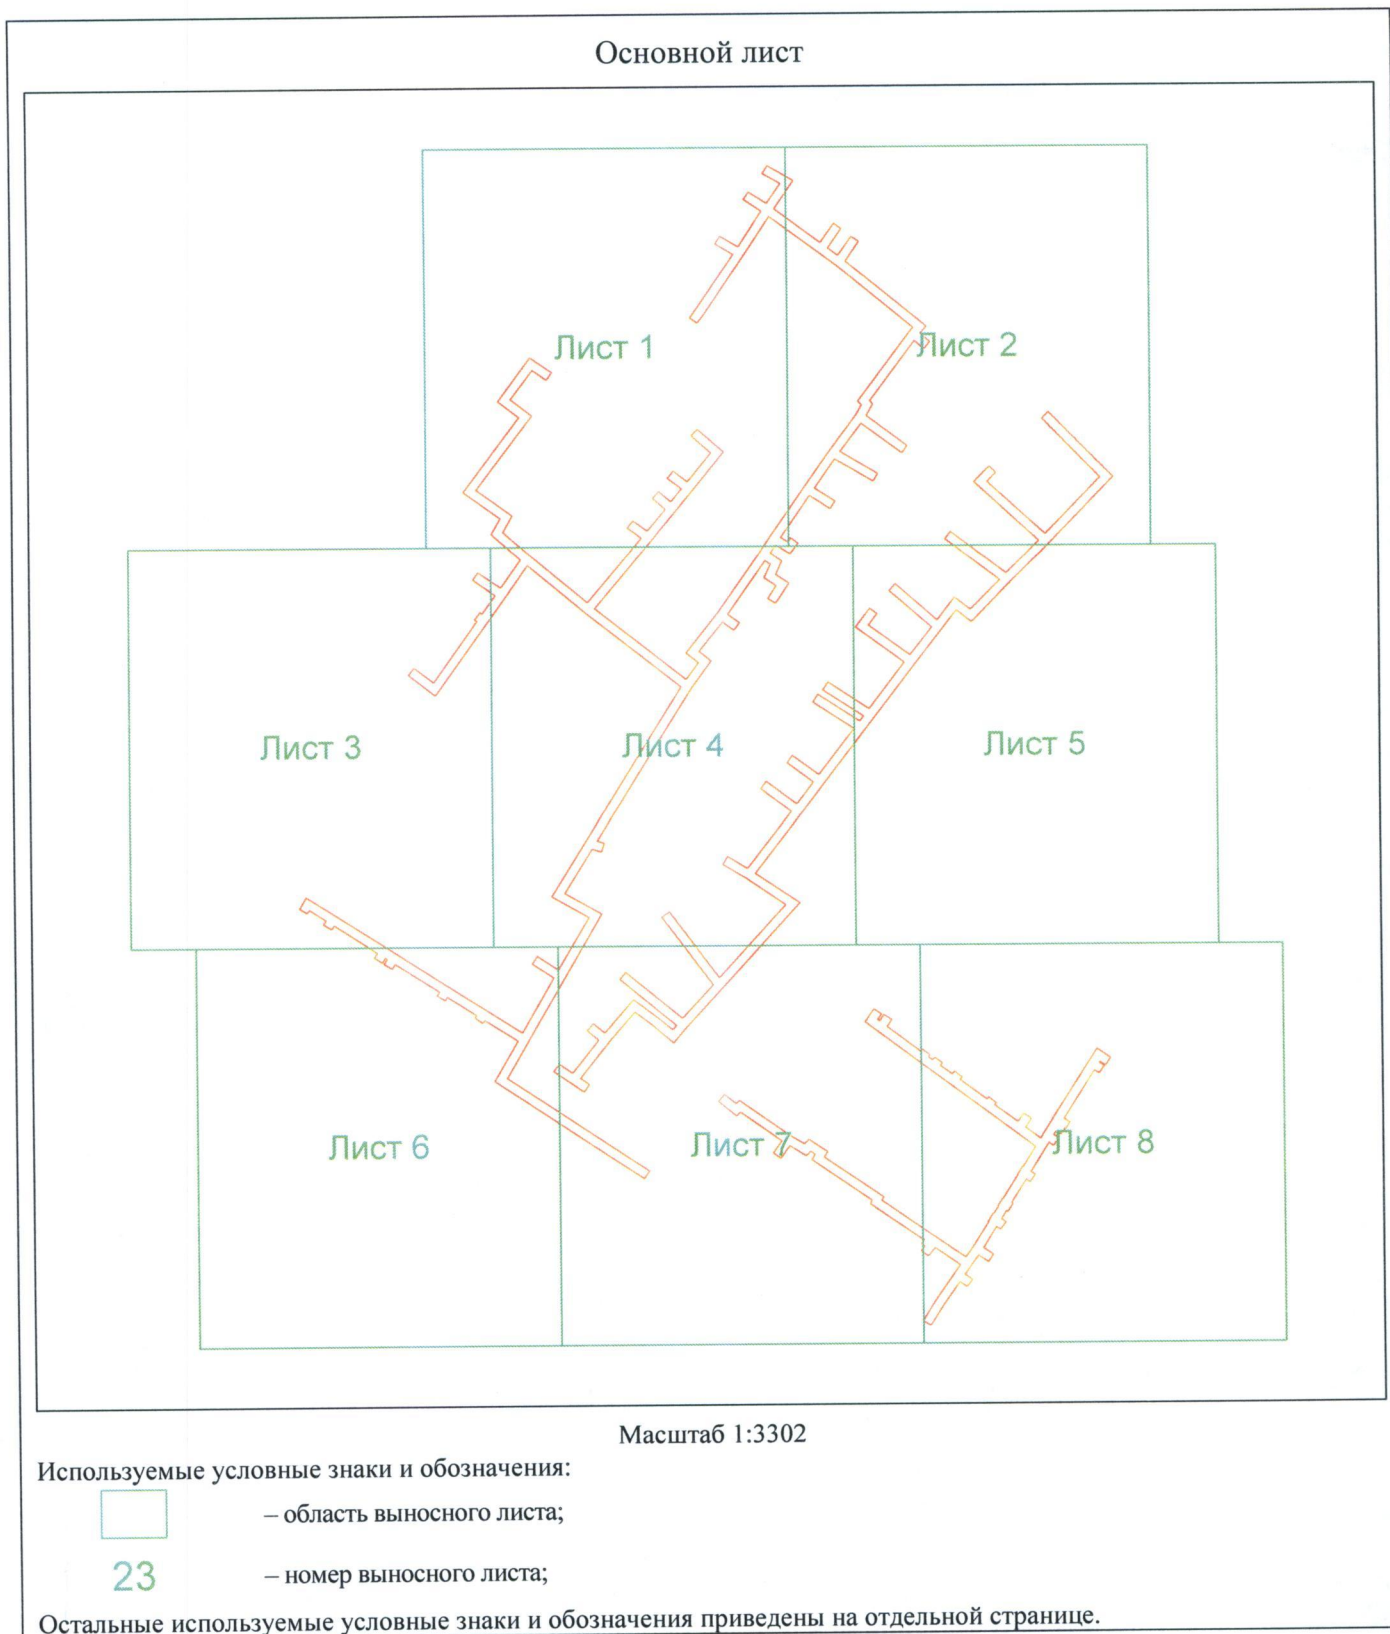 Основной лист
Лист 1
Лист 2
Лист 3
Лист 4
Лист 5
Лист 6
Лист 7
Лист 8
Масштаб 1:3302
Используемые условные знаки и обозначения:
– область выносного листа;
23 – номер выносного листа;
Остальные используемые условные знаки и обозначения приведены на отдельной странице.